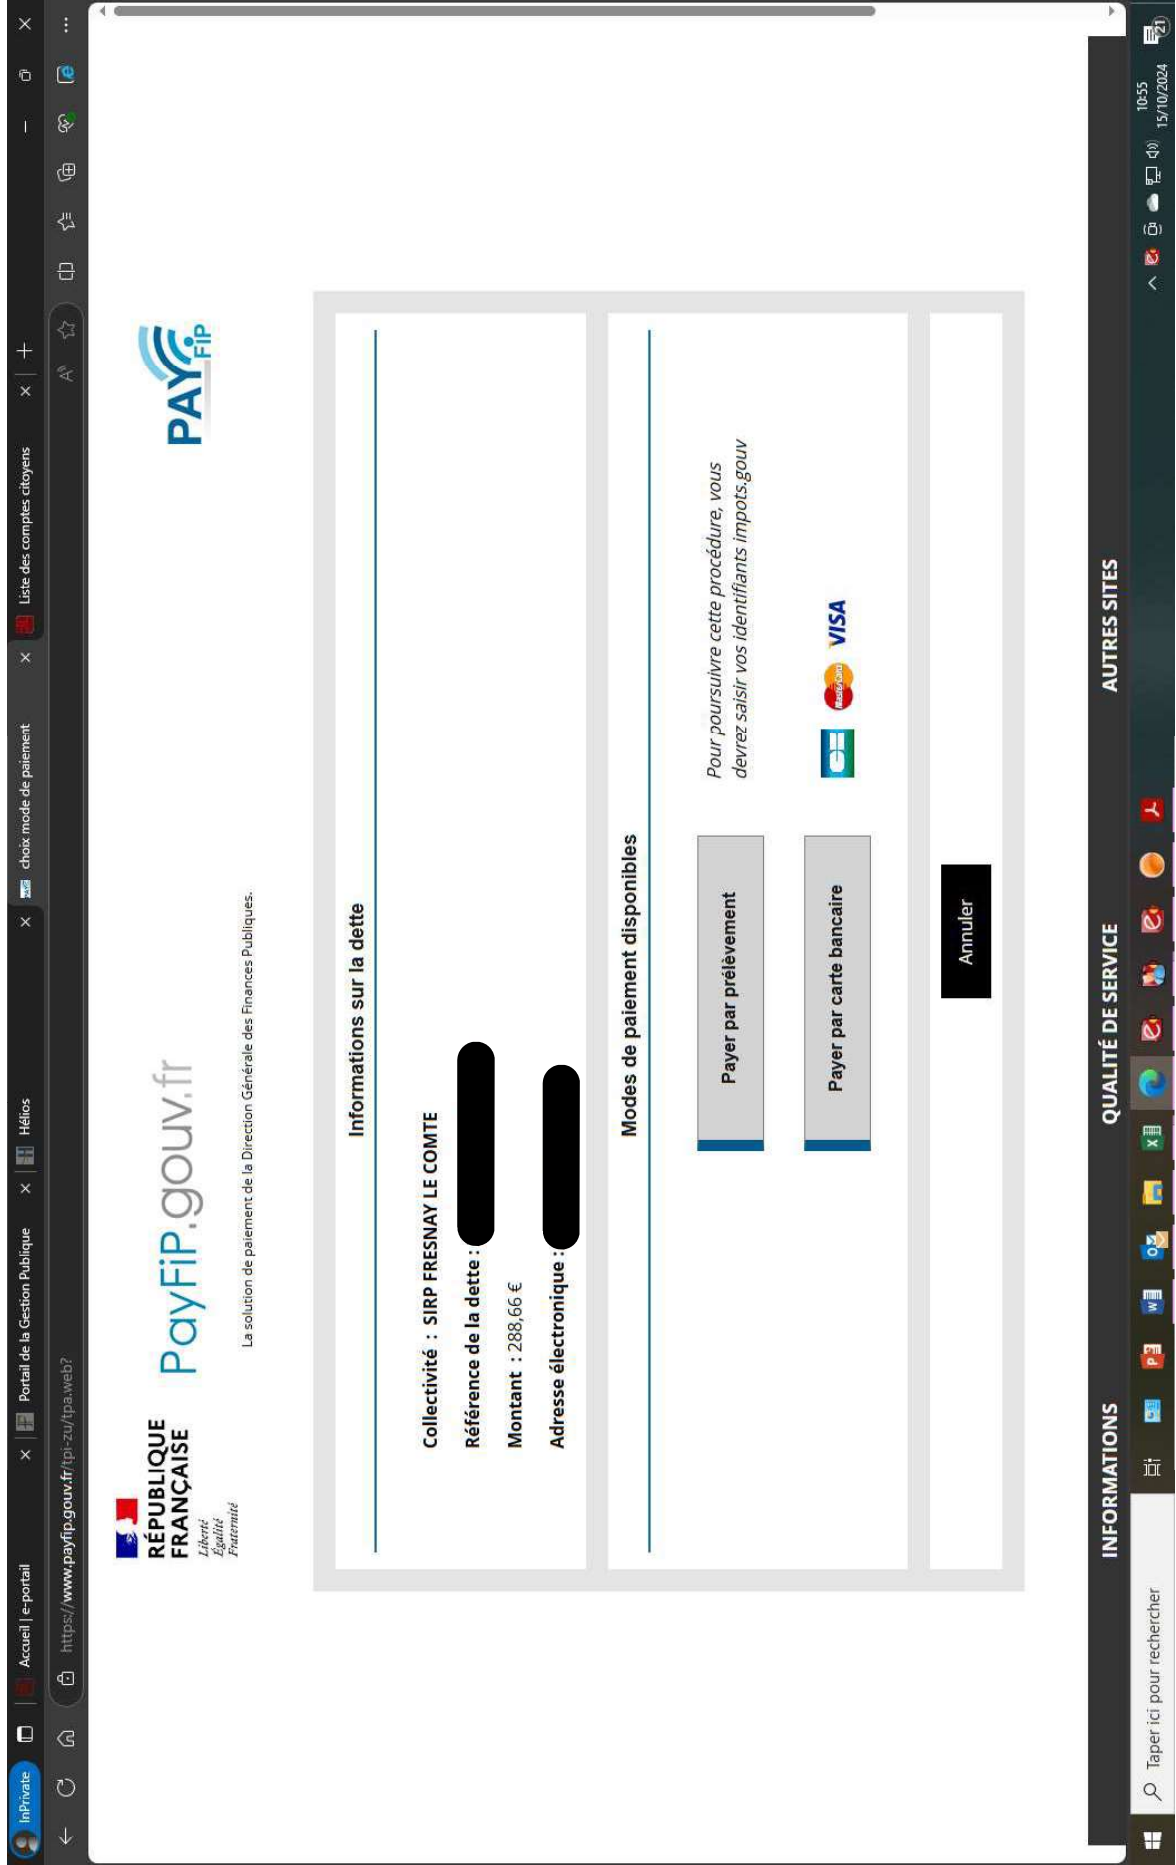 InPrivate
Accueil | e-portail
Portail de la Gestion Publique
Hélios
choix mode de paiement
Liste des comptes citoyens
https://www.payfip.gouv.fr/tpi-zu/tpa.web?
RÉPUBLIQUE
FRANÇAISE
Liberté
Égalité
Fraternité
PayFiP.gouv.fr
La solution de paiement de la Direction Générale des Finances Publiques.
PAY
FiP
Informations sur la dette
Collectivité : SIRP FRESNAY LE COMTE
Référence de la dette :
Montant : 288,66 €
Adresse électronique :
Modes de paiement disponibles
Payer par prélèvement
Pour poursuivre cette procédure, vous
devrez saisir vos identifiants impots.gouv
Payer par carte bancaire
CB MasterCard VISA
Annuler
INFORMATIONS QUALITÉ DE SERVICE AUTRES SITES
Taper ici pour rechercher
10:55
15/10/2024
21